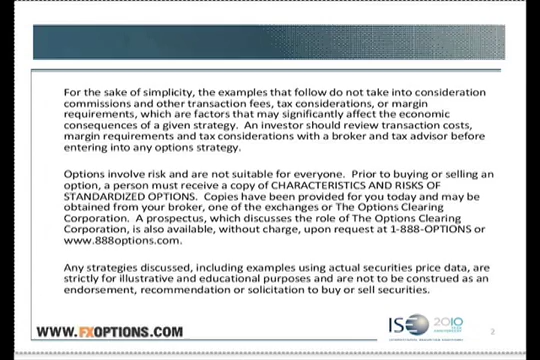 For the sake of simplicity, the examples that follow do not take into consideration
commissions and other transaction fees, tax considerations, or margin
requirements, which are factors that may significantly affect the economic
consequences of a given strategy. An investor should review transaction costs,
margin requirements and tax considerations with a broker and tax advisor before
entering into any options strategy.
Options involve risk and are not suitable for everyone. Prior to buying or selling an
option, a person must receive a copy of CHARACTERISTICS AND RISKS OF
STANDARDIZED OPTIONS. Copies have been provided for you today and may be
obtained from your broker, one of the exchanges or The Options Clearing
Corporation. A prospectus, which discusses the role of The Options Clearing
Corporation, is also available, without charge, upon request at 1-888-OPTIONS or
www.888options.com.
Any strategies discussed, including examples using actual securities price data, are
strictly for illustrative and educational purposes and are not to be construed as an
endorsement, recommendation or solicitation to buy or sell securities.
WWW.FXOPTIONS.COM
ISE 2010
2